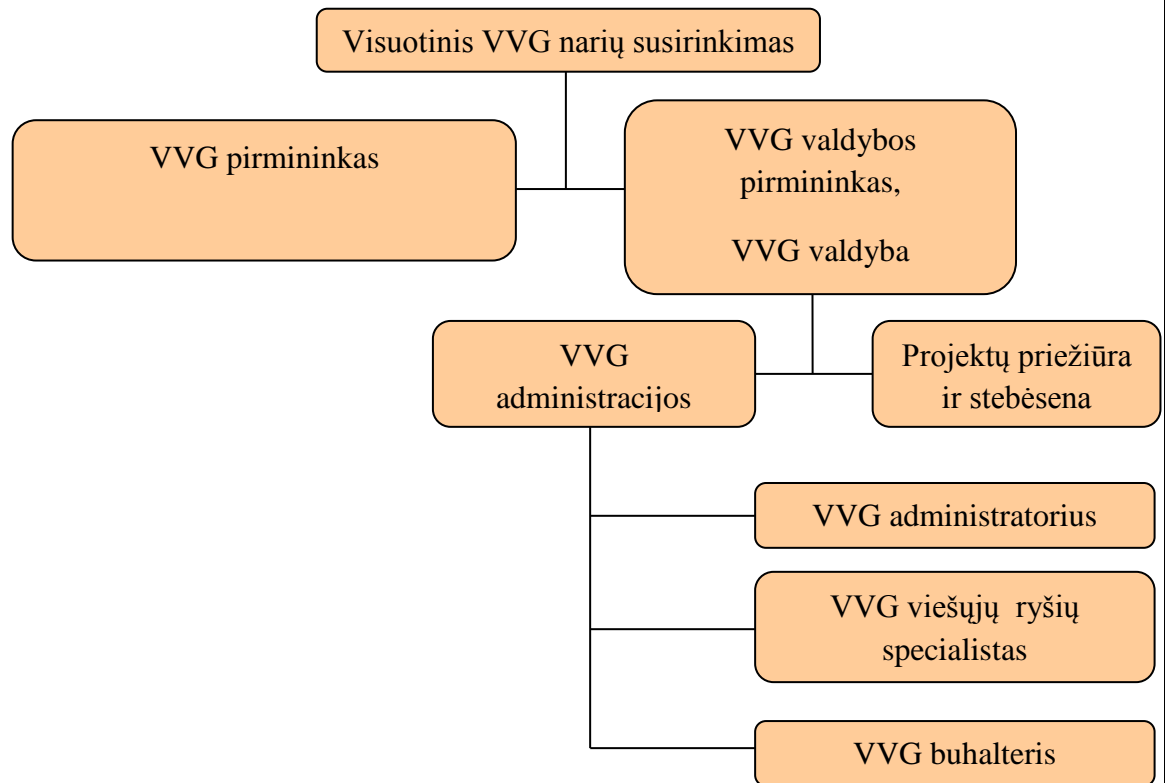 Visuotinis VVG narių susirinkimas
VVG pirmininkas
VVG valdybos
pirmininkas,
VVG valdyba
VVG
administracijos
Projektų priežiūra
ir stebėsena
VVG administratorius
VVG viešųjų ryšių
specialistas
VVG buhalteris